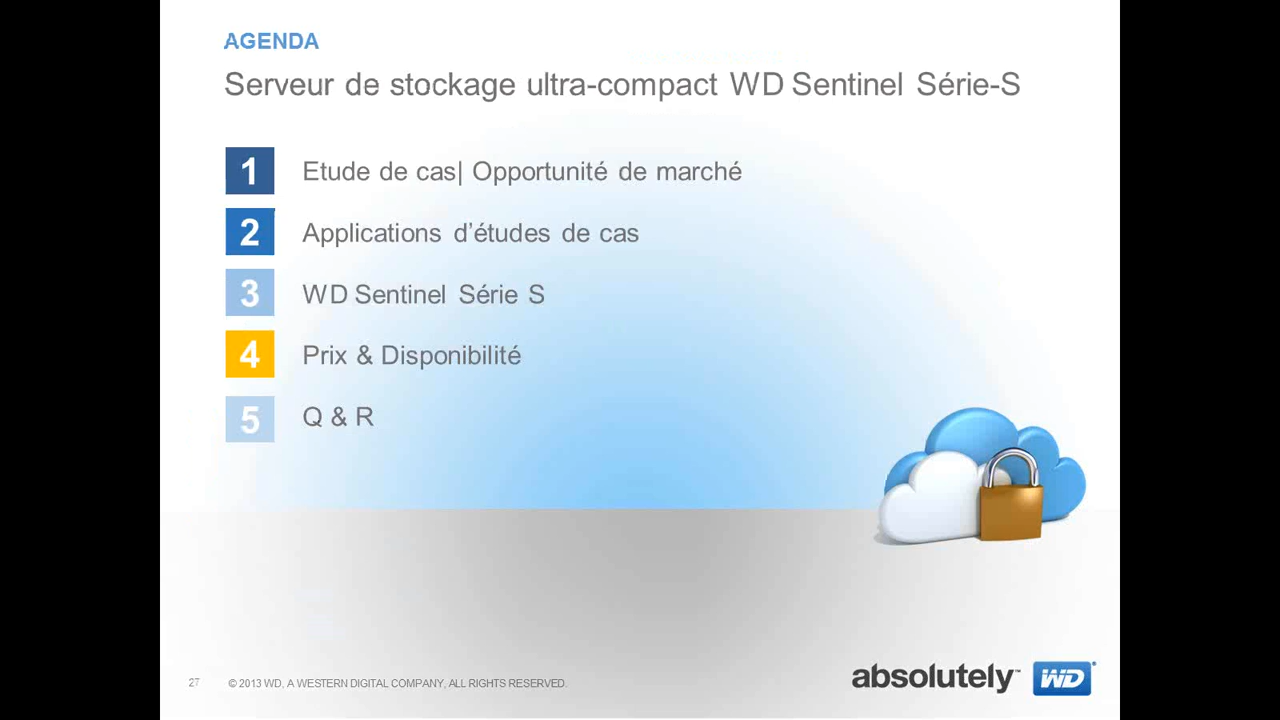 AGENDA
Serveur de stockage ultra-compact WD Sentinel Série-S
1 Etude de cas| Opportunité de marché
2 Applications d’études de cas
3 WD Sentinel Série S
4 Prix & Disponibilité
5 Q & R
27 © 2013 WD, A WESTERN DIGITAL COMPANY, ALL RIGHTS RESERVED.
absolutely™ WD®